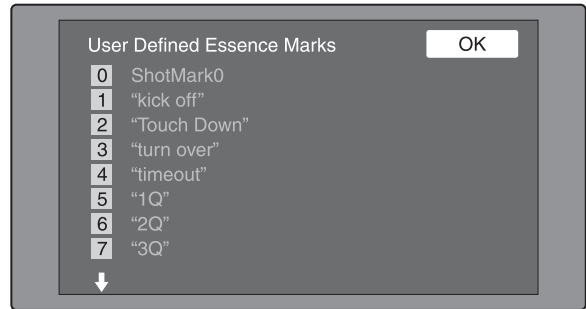 User Defined Essence Marks OK
0 ShotMark0
1 “kick off”
2 “Touch Down”
3 “turn over”
4 “timeout”
5 “1Q”
6 “2Q”
7 “3Q”